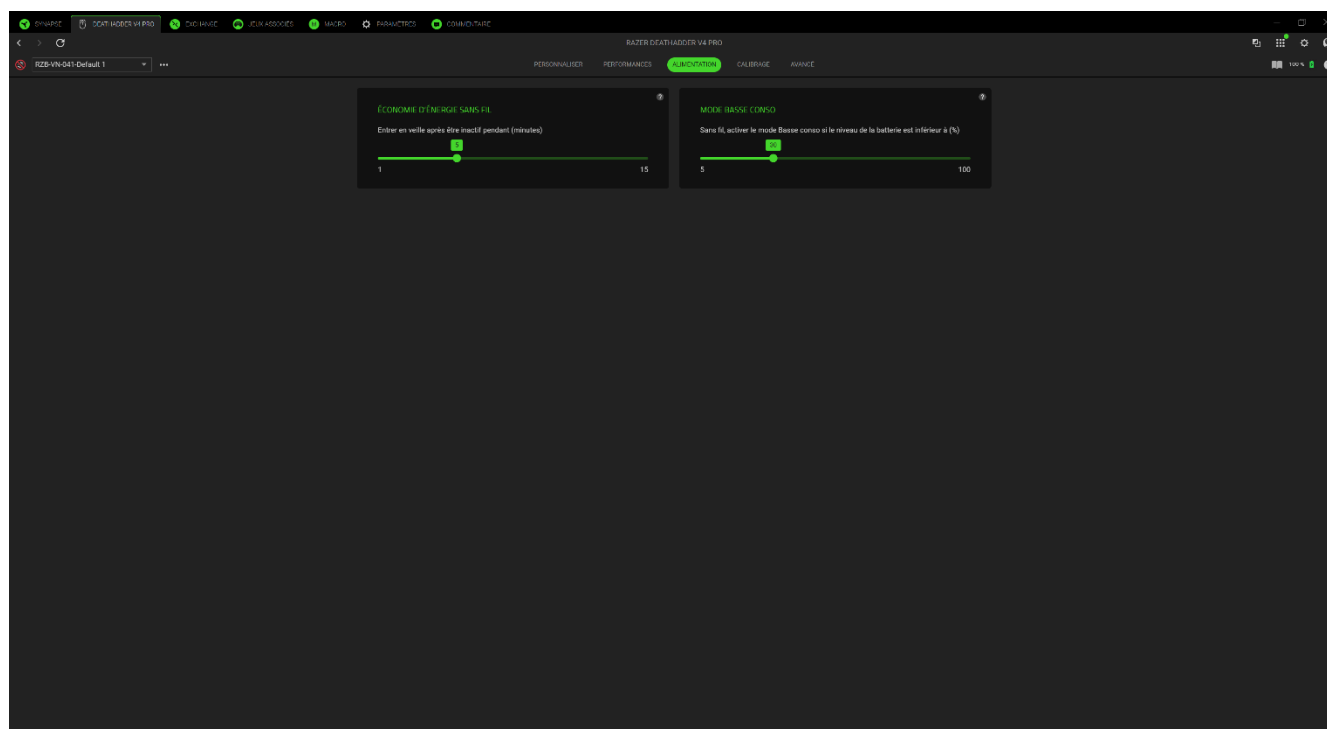 SYNAPSE DEATHADDER V4 PRO EXCHANGE JEUX ASSOCIÉS MACRO PARAMÈTRES COMMENTAIRE
RAZER DEATHADDER V4 PRO
RZB-VN-041-Default 1 PERSONNALISER PERFORMANCES ALIMENTATION CALIBRAGE AVANCÉ 100 %
ÉCONOMIE D'ÉNERGIE SANS FIL
Entrer en veille après être inactif pendant (minutes)
5
1 15
MODE BASSE CONSO
Sans fil, activer le mode Basse conso si le niveau de la batterie est inférieur à (%)
30
5 100